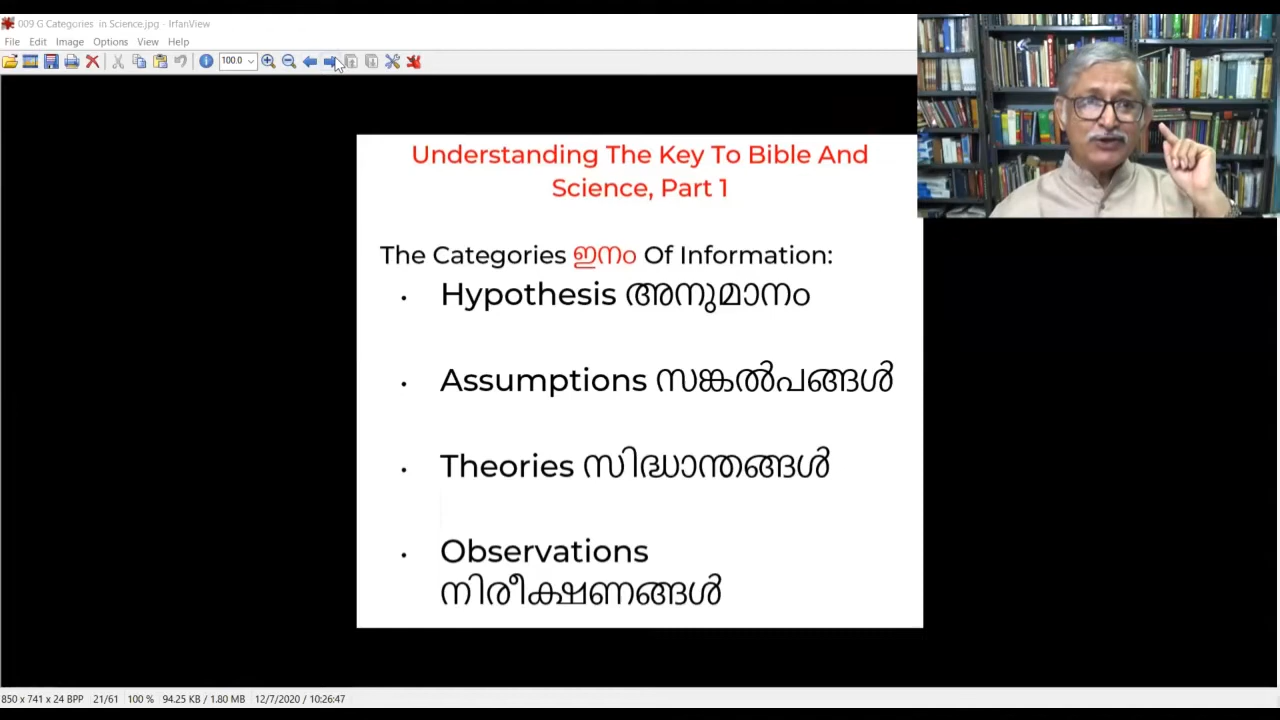 009 G Categories in Science.jpg - IrfanView
File Edit Image Options View Help
100.0
Understanding The Key To Bible And
Science, Part 1
The Categories ഇനം Of Information:
• Hypothesis അനുമാനം
• Assumptions സങ്കൽപങ്ങൾ
• Theories സിദ്ധാന്തങ്ങൾ
• Observations
നിരീക്ഷണങ്ങൾ
850 x 741 x 24 BPP 21/61 100 % 94.25 KB / 1.80 MB 12/7/2020 / 10:26:47